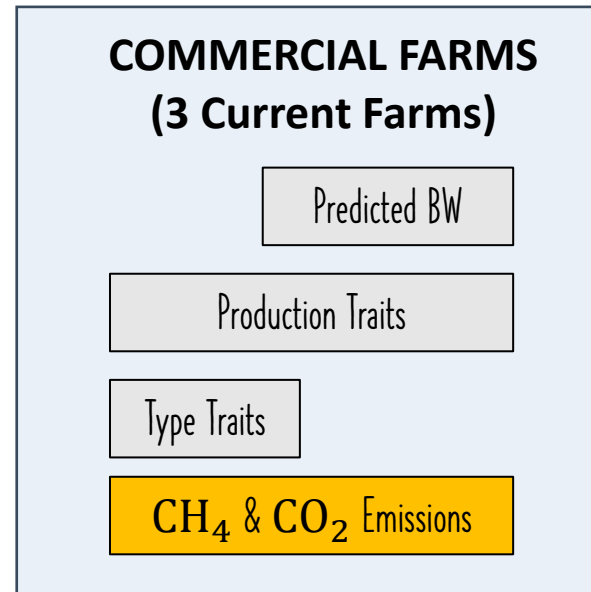 COMMERCIAL FARMS
(3 Current Farms)
Predicted BW
Production Traits
Type Traits
CH₄ & CO₂ Emissions